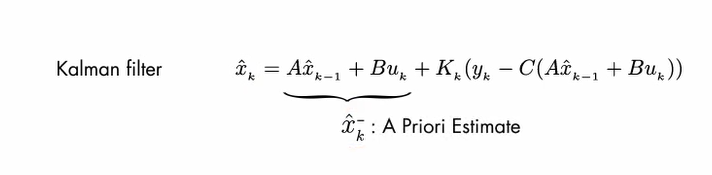 Kalman filter x̂ₖ = Ax̂ₖ₋₁ + Buₖ + Kₖ(yₖ − C(Ax̂ₖ₋₁ + Buₖ))
x̂ₖ⁻ : A Priori Estimate